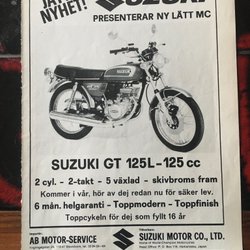 NYHET!
SUZUKI
PRESENTERAR NY LÄTT MC
SUZUKI GT 125L-125 cc
2 cyl. - 2-takt - 5 växlad - skivbroms fram
Kommer i vår, hör av dej redan nu för säker lev.
6 mån. helgaranti - Toppmodern - Toppfinish
Toppcykeln för dej som fyllt 16 år
AB MOTOR-SERVICE
SUZUKI MOTOR CO., LTD.